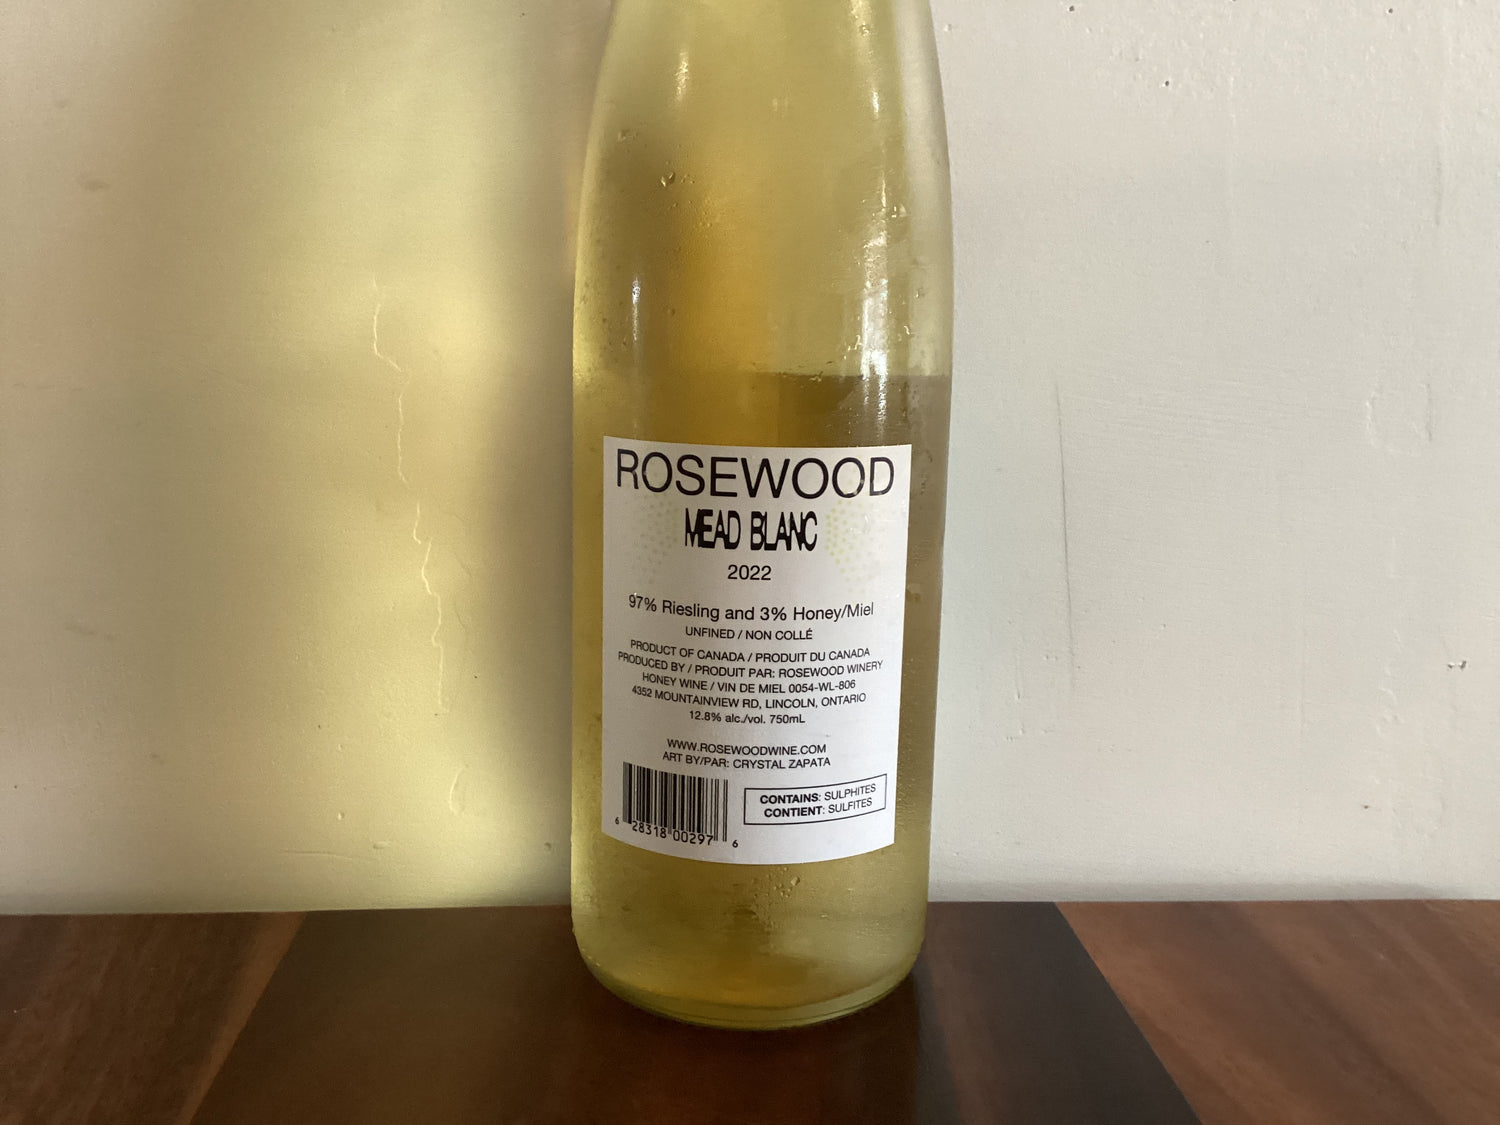 ROSEWOOD
MEAD BLANC
2022
97% Riesling and 3% Honey/Miel
UNFINED / NON COLLÉ
PRODUCT OF CANADA / PRODUIT DU CANADA
PRODUCED BY / PRODUIT PAR: ROSEWOOD WINERY
HONEY WINE / VIN DE MIEL 0054-WL-806
4352 MOUNTAINVIEW RD, LINCOLN, ONTARIO
12.8% alc./vol. 750mL
WWW.ROSEWOODWINE.COM
ART BY/PAR: CRYSTAL ZAPATA
CONTAINS: SULPHITES
CONTIENT: SULFITES
6 28318 00297 6